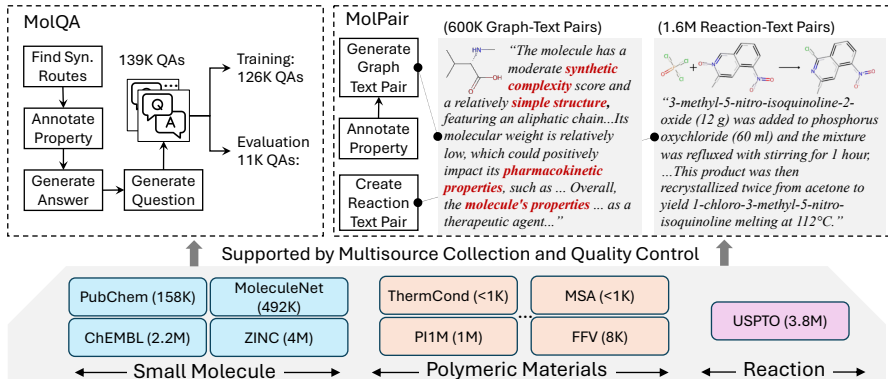 MolQA
Find Syn.
Routes
Annotate
Property
Generate
Answer
Generate
Question
139K QAs
Q
A
Training:
126K QAs
Evaluation
11K QAs:
MolPair
Generate
Graph
Text Pair
Annotate
Property
Create
Reaction
Text Pair
(600K Graph-Text Pairs)
“The molecule has a
moderate synthetic
complexity score and
a relatively simple structure,
featuring an aliphatic chain...Its
molecular weight is relatively
low, which could positively
impact its pharmacokinetic
properties, such as ... Overall,
the molecule's properties ... as a
therapeutic agent...”
(1.6M Reaction-Text Pairs)
“3-methyl-5-nitro-isoquinoline-2-
oxide (12 g) was added to phosphorus
oxychloride (60 ml) and the mixture
was refluxed with stirring for 1 hour,
...This product was then
recrystallized twice from acetone to
yield 1-chloro-3-methyl-5-nitro-
isoquinoline melting at 112°C.”
Supported by Multisource Collection and Quality Control
PubChem (158K)
MoleculeNet
(492K)
ChEMBL (2.2M)
ZINC (4M)
Small Molecule
ThermCond (<1K)
MSA (<1K)
...
PI1M (1M)
FFV (8K)
Polymeric Materials
USPTO (3.8M)
Reaction